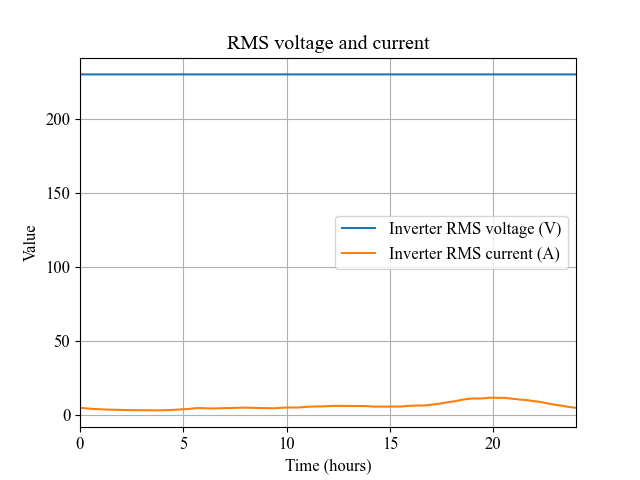 RMS voltage and current
Value
200
150
100
50
0
0 5 10 15 20
Time (hours)
Inverter RMS voltage (V)
Inverter RMS current (A)